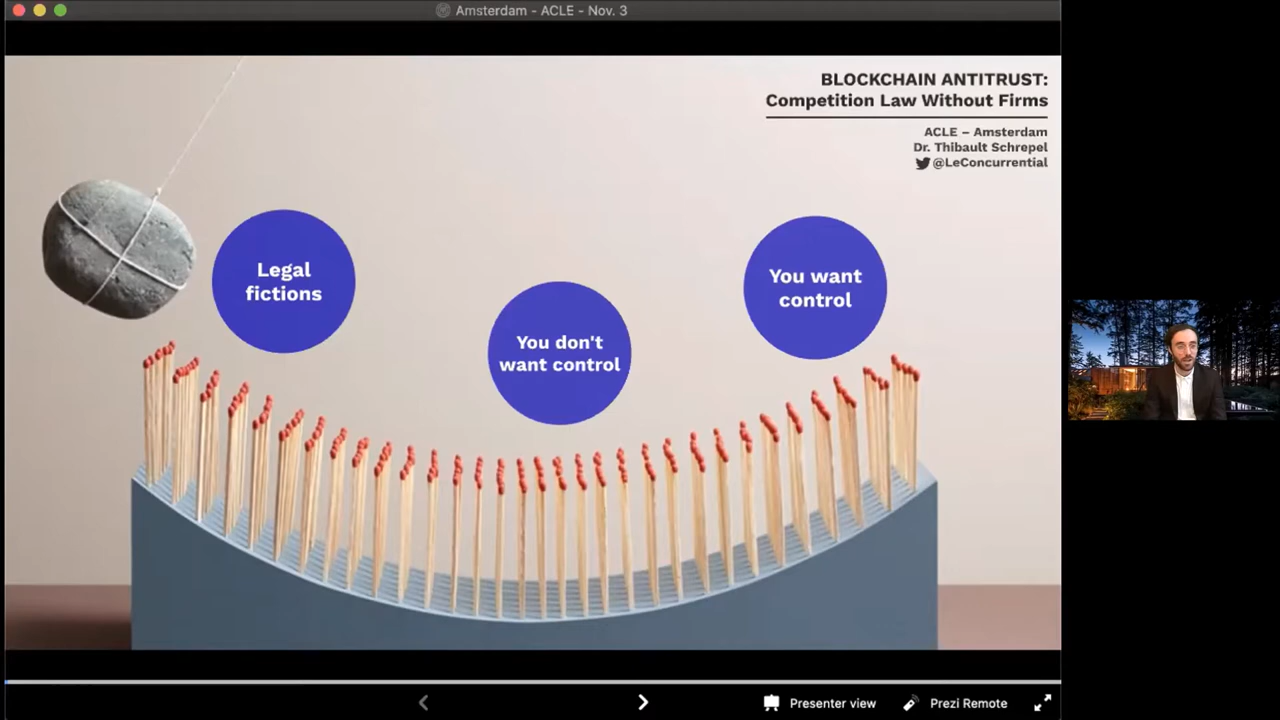 Amsterdam - ACLE - Nov. 3
BLOCKCHAIN ANTITRUST:
Competition Law Without Firms
ACLE – Amsterdam
Dr. Thibault Schrepel
@LeConcurrential
Legal
fictions
You don't
want control
You want
control
Presenter view
Prezi Remote